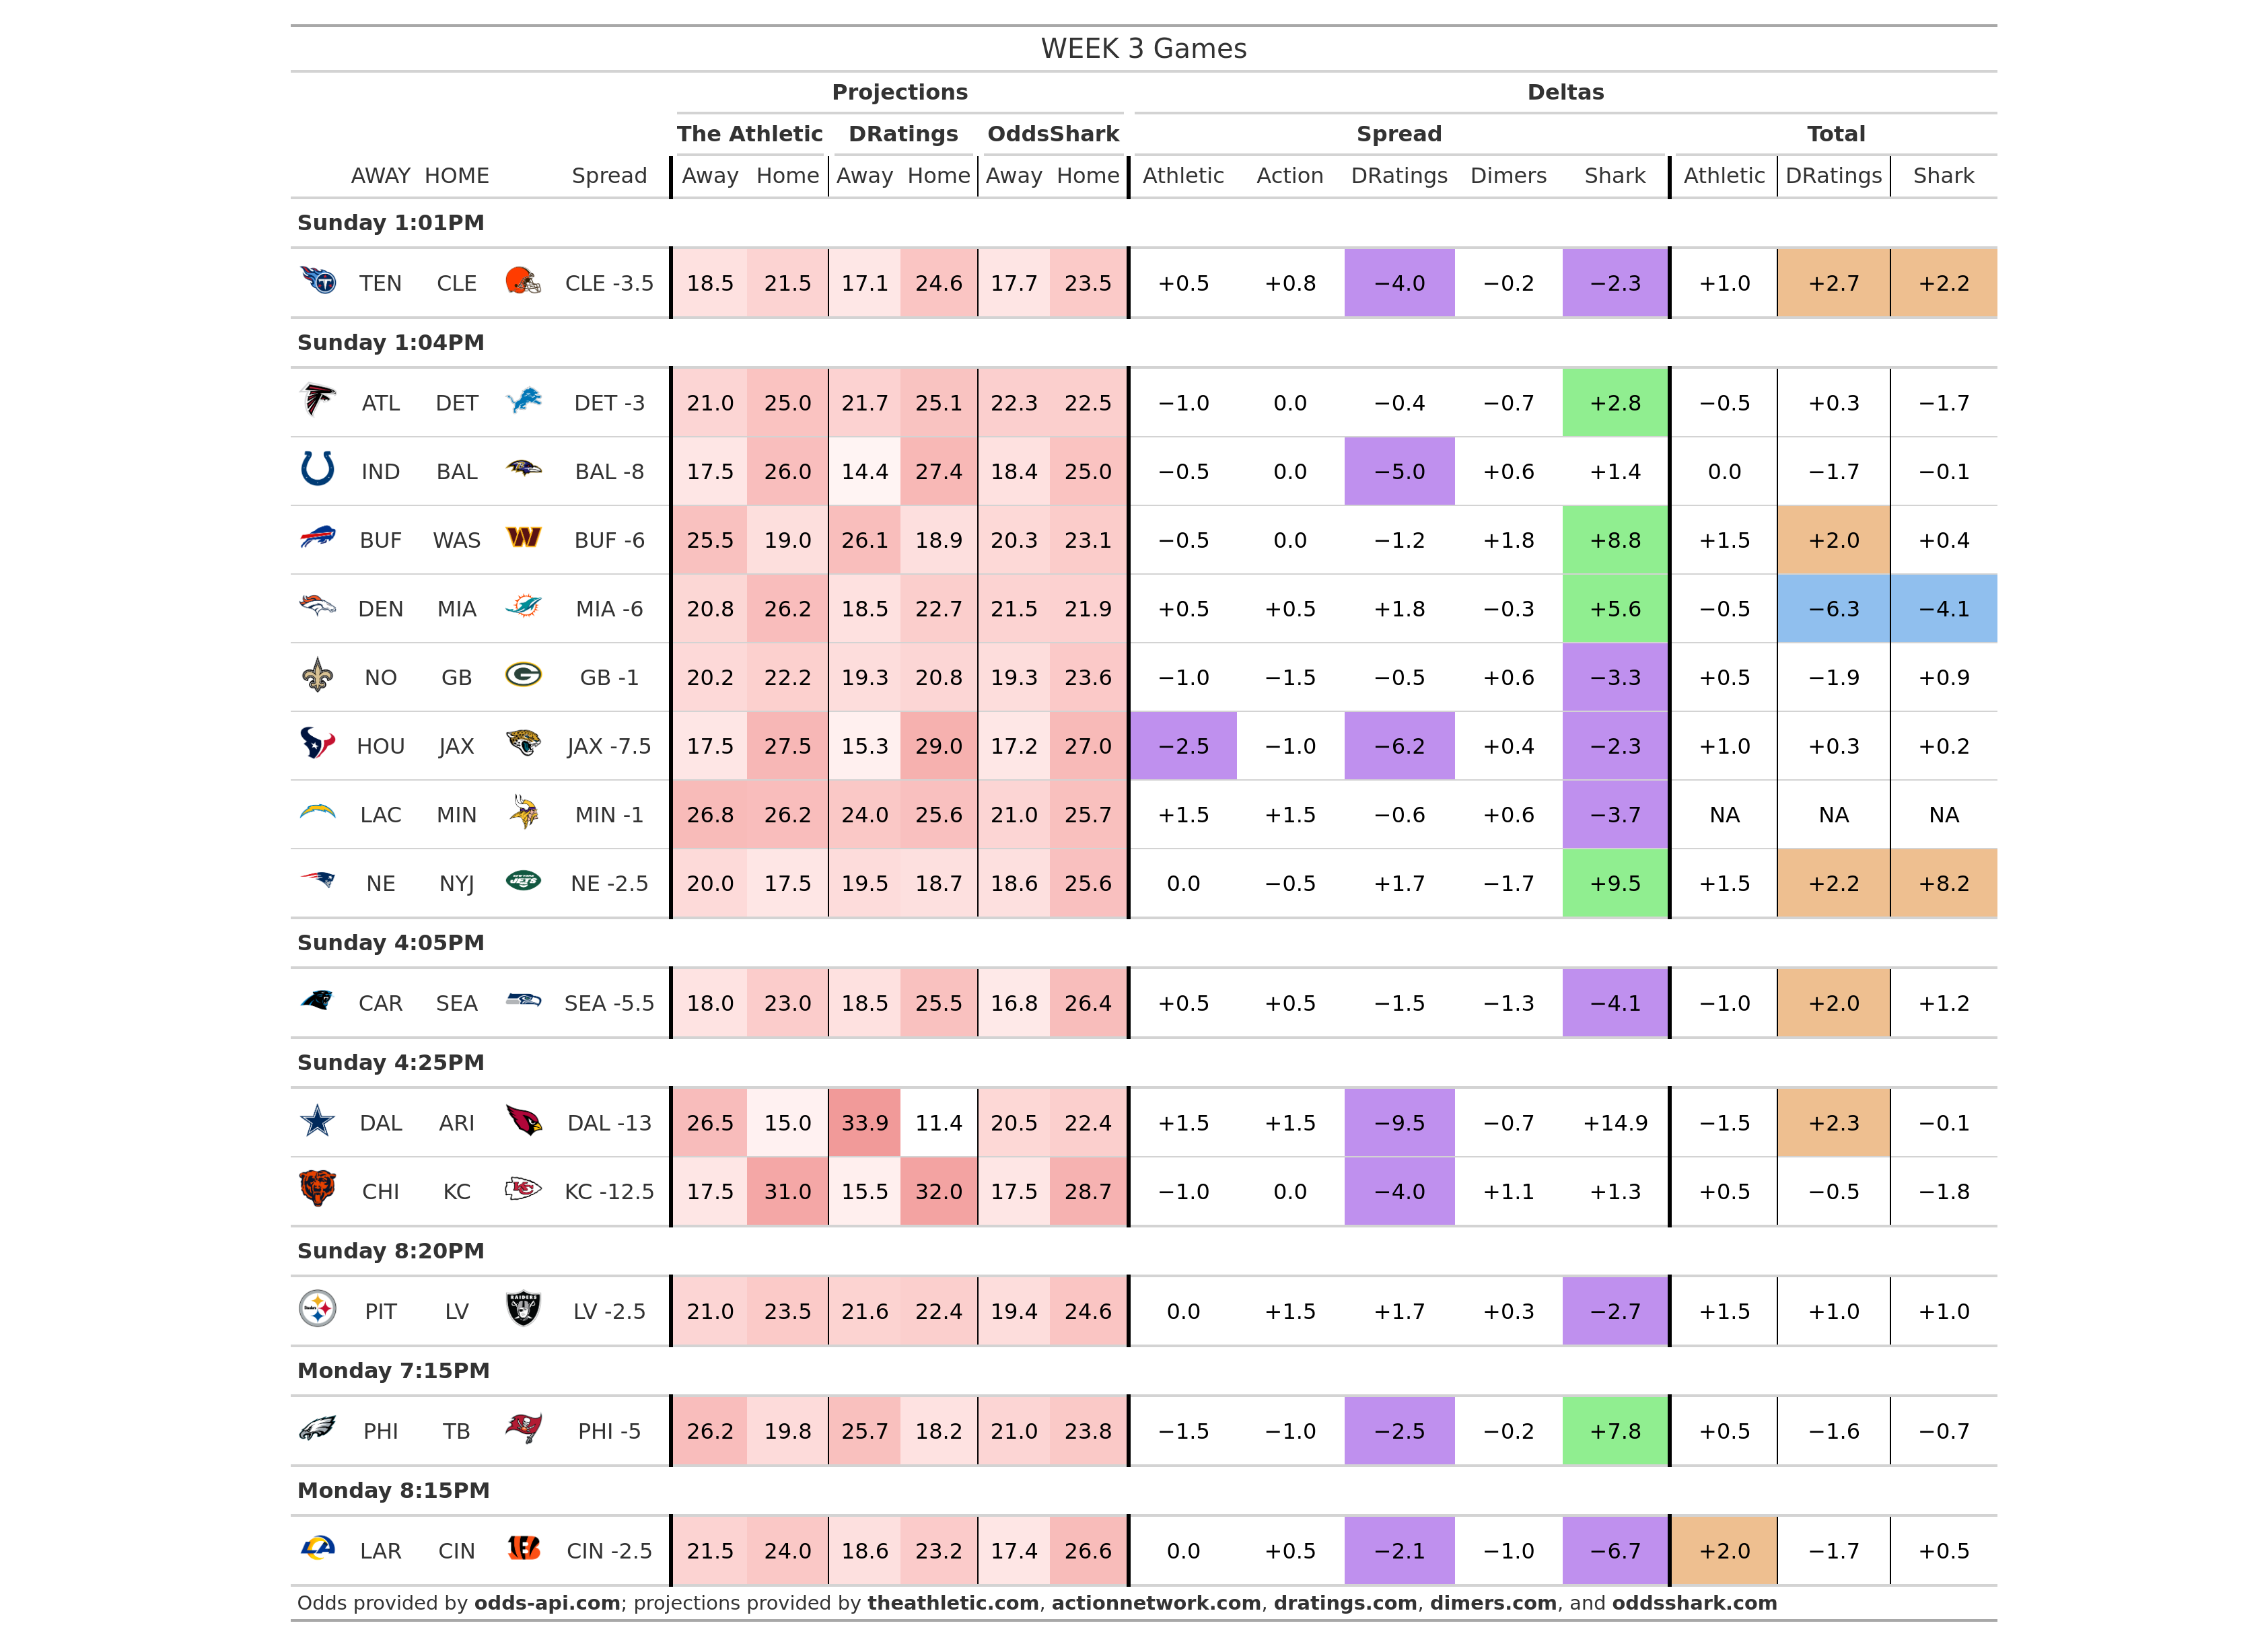 WEEK 3 Games
Projections Deltas
The Athletic DRatings OddsShark Spread Total
AWAY HOME Spread Away Home Away Home Away Home Athletic Action DRatings Dimers Shark Athletic DRatings Shark
Sunday 1:01PM
TEN CLE CLE -3.5 18.5 21.5 17.1 24.6 17.7 23.5 +0.5 +0.8 −4.0 −0.2 −2.3 +1.0 +2.7 +2.2
Sunday 1:04PM
ATL DET DET -3 21.0 25.0 21.7 25.1 22.3 22.5 −1.0 0.0 −0.4 −0.7 +2.8 −0.5 +0.3 −1.7
IND BAL BAL -8 17.5 26.0 14.4 27.4 18.4 25.0 −0.5 0.0 −5.0 +0.6 +1.4 0.0 −1.7 −0.1
BUF WAS BUF -6 25.5 19.0 26.1 18.9 20.3 23.1 −0.5 0.0 −1.2 +1.8 +8.8 +1.5 +2.0 +0.4
DEN MIA MIA -6 20.8 26.2 18.5 22.7 21.5 21.9 +0.5 +0.5 +1.8 −0.3 +5.6 −0.5 −6.3 −4.1
NO GB GB -1 20.2 22.2 19.3 20.8 19.3 23.6 −1.0 −1.5 −0.5 +0.6 −3.3 +0.5 −1.9 +0.9
HOU JAX JAX -7.5 17.5 27.5 15.3 29.0 17.2 27.0 −2.5 −1.0 −6.2 +0.4 −2.3 +1.0 +0.3 +0.2
LAC MIN MIN -1 26.8 26.2 24.0 25.6 21.0 25.7 +1.5 +1.5 −0.6 +0.6 −3.7 NA NA NA
NE NYJ NE -2.5 20.0 17.5 19.5 18.7 18.6 25.6 0.0 −0.5 +1.7 −1.7 +9.5 +1.5 +2.2 +8.2
Sunday 4:05PM
CAR SEA SEA -5.5 18.0 23.0 18.5 25.5 16.8 26.4 +0.5 +0.5 −1.5 −1.3 −4.1 −1.0 +2.0 +1.2
Sunday 4:25PM
DAL ARI DAL -13 26.5 15.0 33.9 11.4 20.5 22.4 +1.5 +1.5 −9.5 −0.7 +14.9 −1.5 +2.3 −0.1
CHI KC KC -12.5 17.5 31.0 15.5 32.0 17.5 28.7 −1.0 0.0 −4.0 +1.1 +1.3 +0.5 −0.5 −1.8
Sunday 8:20PM
PIT LV LV -2.5 21.0 23.5 21.6 22.4 19.4 24.6 0.0 +1.5 +1.7 +0.3 −2.7 +1.5 +1.0 +1.0
Monday 7:15PM
PHI TB PHI -5 26.2 19.8 25.7 18.2 21.0 23.8 −1.5 −1.0 −2.5 −0.2 +7.8 +0.5 −1.6 −0.7
Monday 8:15PM
LAR CIN CIN -2.5 21.5 24.0 18.6 23.2 17.4 26.6 0.0 +0.5 −2.1 −1.0 −6.7 +2.0 −1.7 +0.5
Odds provided by odds-api.com; projections provided by theathletic.com, actionnetwork.com, dratings.com, dimers.com, and oddsshark.com